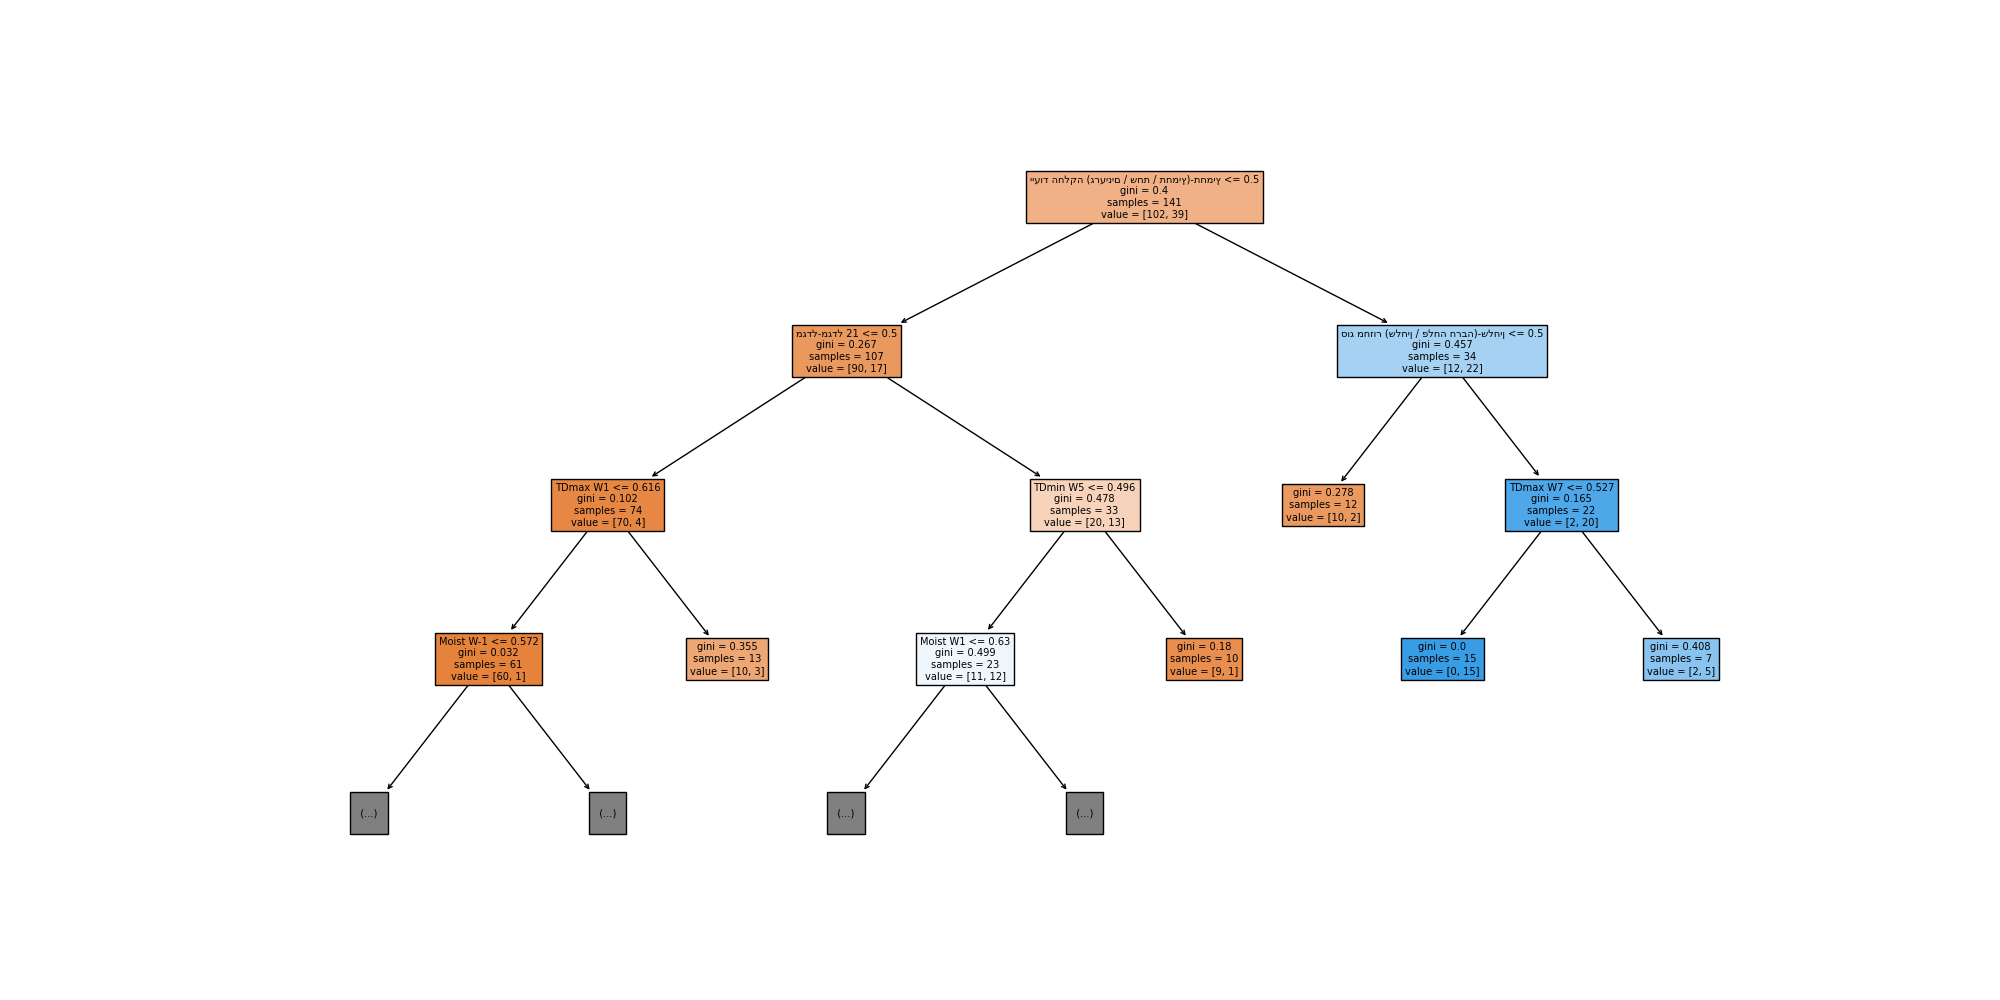 ייעוד החלקה (גרעינים / שחת / תחמיץ)-תחמיץ <= 0.5
gini = 0.4
samples = 141
value = [102, 39]
מגדל-מגדל 21 <= 0.5
gini = 0.267
samples = 107
value = [90, 17]
סוג מחזור (שלחין / פלחה חרבה)-שלחין <= 0.5
gini = 0.457
samples = 34
value = [12, 22]
TDmax W1 <= 0.616
gini = 0.102
samples = 74
value = [70, 4]
TDmin W5 <= 0.496
gini = 0.478
samples = 33
value = [20, 13]
gini = 0.278
samples = 12
value = [10, 2]
TDmax W7 <= 0.527
gini = 0.165
samples = 22
value = [2, 20]
Moist W-1 <= 0.572
gini = 0.032
samples = 61
value = [60, 1]
gini = 0.355
samples = 13
value = [10, 3]
Moist W1 <= 0.63
gini = 0.499
samples = 23
value = [11, 12]
gini = 0.18
samples = 10
value = [9, 1]
gini = 0.0
samples = 15
value = [0, 15]
gini = 0.408
samples = 7
value = [2, 5]
(...)
(...)
(...)
(...)